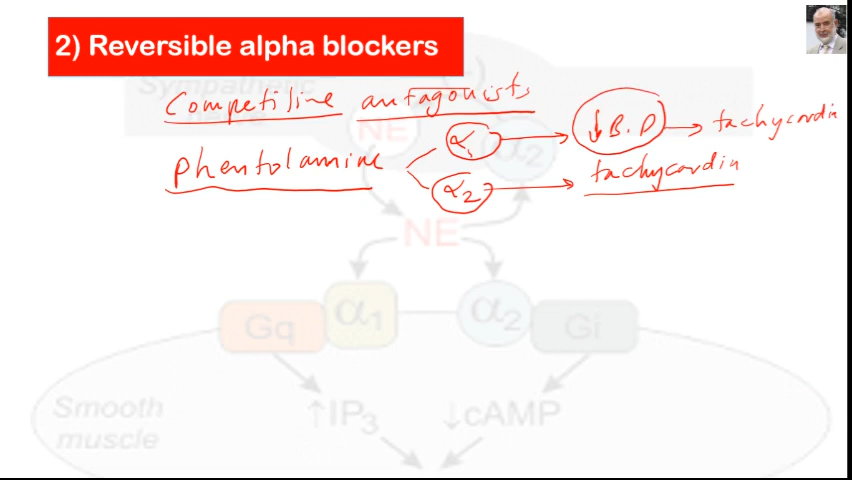 2) Reversible alpha blockers
Sympathetic
Competitive antagonists
NE
α1 → ↓ B.P → tachycardia
α2
phentolamine
α2 → tachycardia
NE
Gq α1 α2 Gi
Smooth
muscle
↑IP3 ↓cAMP